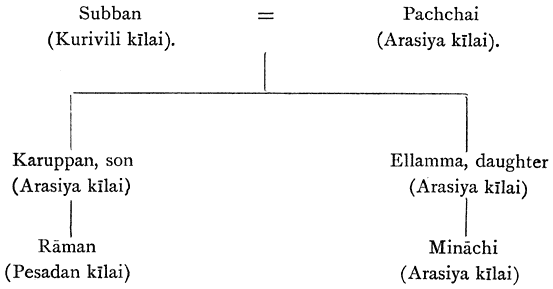 Subban = Pachchai
(Kurivili kīlai). (Arasiya kīlai).
Karuppan, son Ellamma, daughter
(Arasiya kīlai) (Arasiya kīlai)
Rāman Mināchi
(Pesadan kīlai) (Arasiya kīlai)